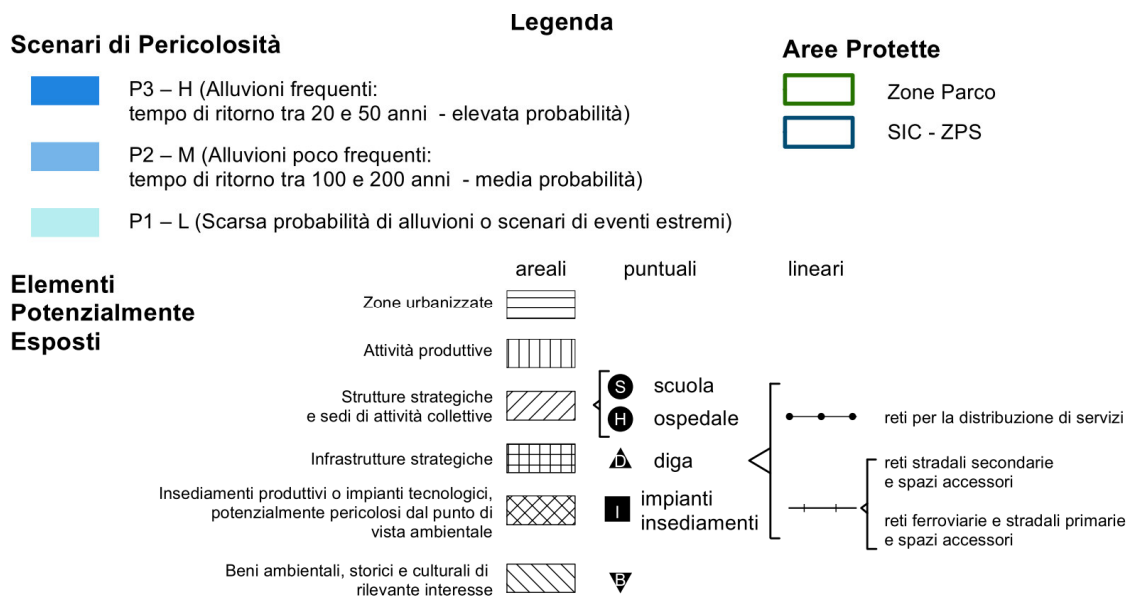 Legenda
Scenari di Pericolosità
P3 – H (Alluvioni frequenti:
tempo di ritorno tra 20 e 50 anni - elevata probabilità)
P2 – M (Alluvioni poco frequenti:
tempo di ritorno tra 100 e 200 anni - media probabilità)
P1 – L (Scarsa probabilità di alluvioni o scenari di eventi estremi)
Aree Protette
Zone Parco
SIC - ZPS
Elementi
Potenzialmente
Esposti
areali
puntuali
lineari
Zone urbanizzate
Attività produttive
Strutture strategiche
e sedi di attività collettive
S scuola
H ospedale
Infrastrutture strategiche
D diga
Insediamenti produttivi o impianti tecnologici,
potenzialmente pericolosi dal punto di
vista ambientale
I impianti
insediamenti
Beni ambientali, storici e culturali di
rilevante interesse
B
reti per la distribuzione di servizi
reti stradali secondarie
e spazi accessori
reti ferroviarie e stradali primarie
e spazi accessori